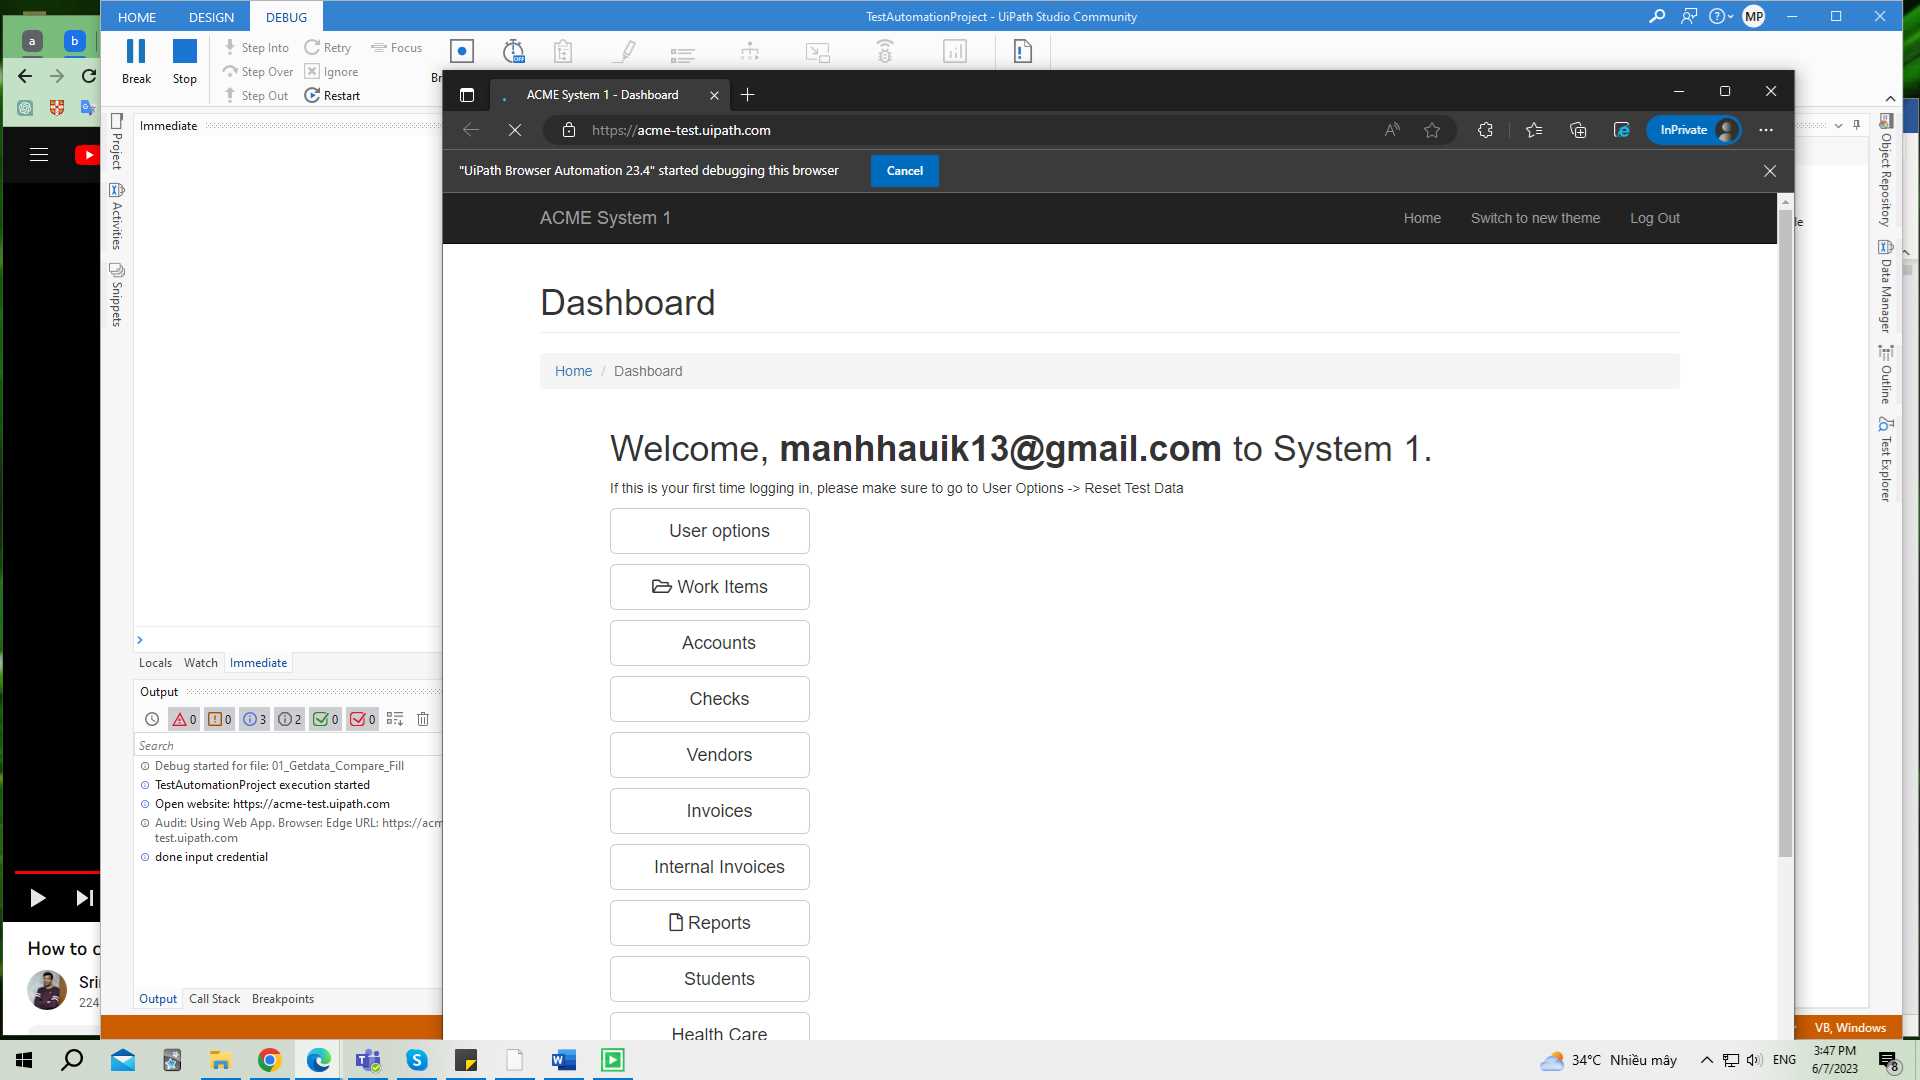 HOME DESIGN DEBUG
TestAutomationProject - UiPath Studio Community
MP
a b
Break Stop
Step Into Retry Focus
Step Over Ignore
Step Out Restart
Br
ACME System 1 - Dashboard
https://acme-test.uipath.com
InPrivate
"UiPath Browser Automation 23.4" started debugging this browser
Cancel
ACME System 1
Home Switch to new theme Log Out
Dashboard
Home / Dashboard
Welcome, manhhauik13@gmail.com to System 1.
If this is your first time logging in, please make sure to go to User Options -> Reset Test Data
User options
Work Items
Accounts
Checks
Vendors
Invoices
Internal Invoices
Reports
Students
Health Care
Project
Activities
Snippets
Immediate
Locals Watch Immediate
Output
0 0 3 2 0 0
Search
Debug started for file: 01_Getdata_Compare_Fill
TestAutomationProject execution started
Open website: https://acme-test.uipath.com
Audit: Using Web App. Browser: Edge URL: https://acm
test.uipath.com
done input credential
Output Call Stack Breakpoints
Object Repository
Data Manager
Outline
Test Explorer
le
VB, Windows
How to c
Srii
224
34°C Nhiều mây
ENG
3:47 PM
6/7/2023
8